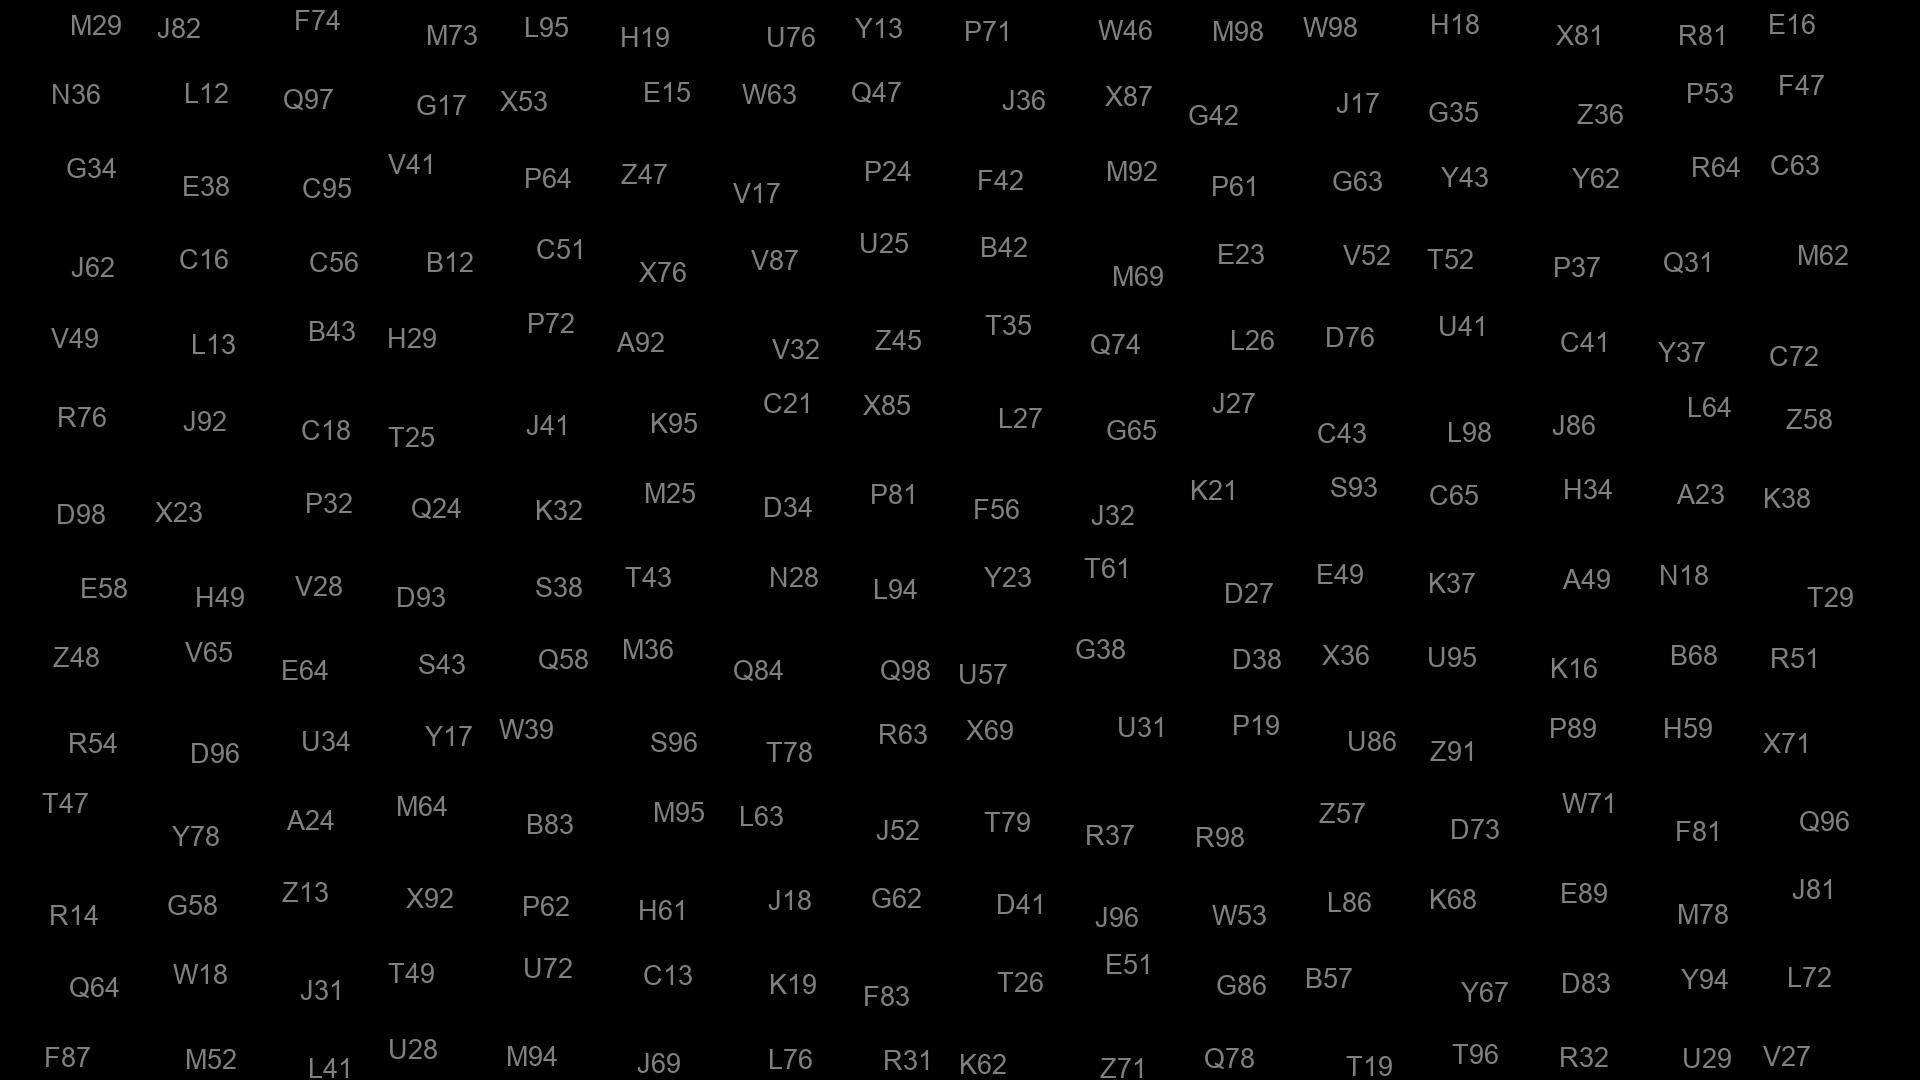 M29 J82 F74 M73 L95 H19 U76 Y13 P71 W46 M98 W98 H18 X81 R81 E16
N36 L12 Q97 G17 X53 E15 W63 Q47 J36 X87 G42 J17 G35 Z36 P53 F47
G34 E38 C95 V41 P64 Z47 V17 P24 F42 M92 P61 G63 Y43 Y62 R64 C63
J62 C16 C56 B12 C51 X76 V87 U25 B42 M69 E23 V52 T52 P37 Q31 M62
V49 L13 B43 H29 P72 A92 V32 Z45 T35 Q74 L26 D76 U41 C41 Y37 C72
R76 J92 C18 T25 J41 K95 C21 X85 L27 G65 J27 C43 L98 J86 L64 Z58
D98 X23 P32 Q24 K32 M25 D34 P81 F56 J32 K21 S93 C65 H34 A23 K38
E58 H49 V28 D93 S38 T43 N28 L94 Y23 T61 D27 E49 K37 A49 N18 T29
Z48 V65 E64 S43 Q58 M36 Q84 Q98 U57 G38 D38 X36 U95 K16 B68 R51
R54 D96 U34 Y17 W39 S96 T78 R63 X69 U31 P19 U86 Z91 P89 H59 X71
T47 Y78 A24 M64 B83 M95 L63 J52 T79 R37 R98 Z57 D73 W71 F81 Q96
R14 G58 Z13 X92 P62 H61 J18 G62 D41 J96 W53 L86 K68 E89 M78 J81
Q64 W18 J31 T49 U72 C13 K19 F83 T26 E51 G86 B57 Y67 D83 Y94 L72
F87 M52 L41 U28 M94 J69 L76 R31 K62 Z71 Q78 T19 T96 R32 U29 V27